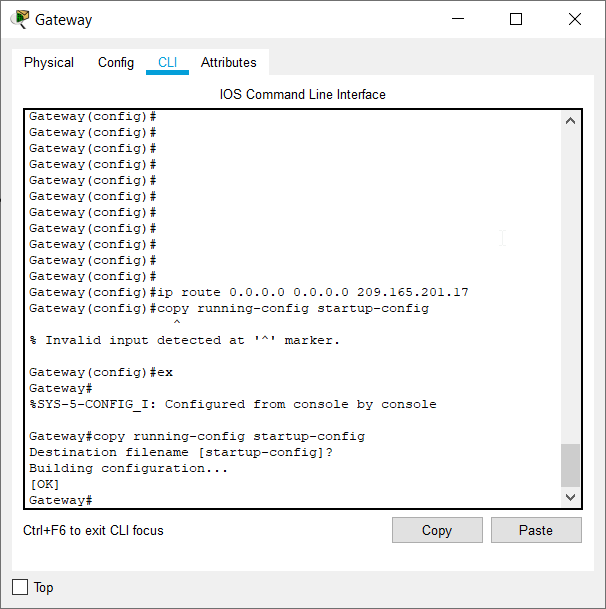 Gateway
Physical Config CLI Attributes
IOS Command Line Interface
Gateway(config)#
Gateway(config)#
Gateway(config)#
Gateway(config)#
Gateway(config)#
Gateway(config)#
Gateway(config)#
Gateway(config)#
Gateway(config)#
Gateway(config)#
Gateway(config)#
Gateway(config)#ip route 0.0.0.0 0.0.0.0 209.165.201.17
Gateway(config)#copy running-config startup-config
^
% Invalid input detected at '^' marker.
Gateway(config)#ex
Gateway#
%SYS-5-CONFIG_I: Configured from console by console
Gateway#copy running-config startup-config
Destination filename [startup-config]?
Building configuration...
[OK]
Gateway#
Ctrl+F6 to exit CLI focus
Copy
Paste
Top